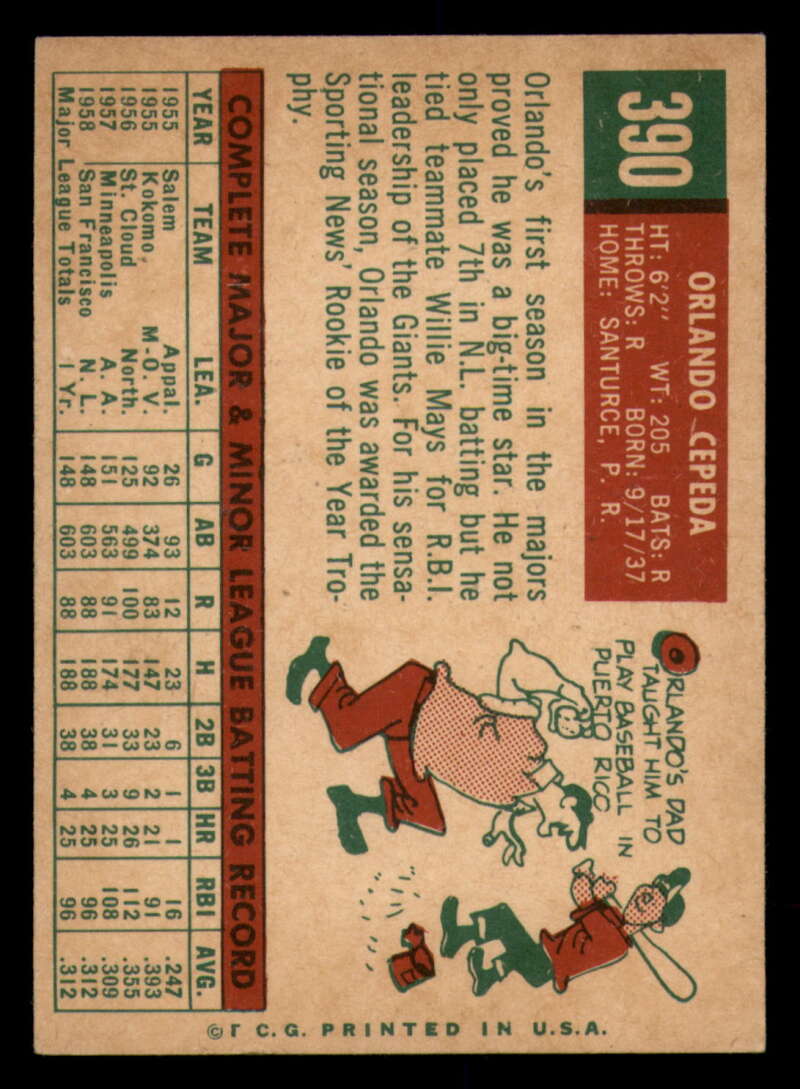 390
ORLANDO CEPEDA
HT: 6'2" WT: 205 BATS: R
THROWS: R BORN: 9/17/37
HOME: SANTURCE, P. R.
Orlando's first season in the majors
proved he was a big-time star. He not
only placed 7th in N.L. batting but he
tied teammate Willie Mays for R.B.I.
leadership of the Giants. For his sensa-
tional season, Orlando was awarded the
Sporting News' Rookie of the Year Tro-
phy.
ORLANDO'S DAD
TAUGHT HIM TO
PLAY BASEBALL IN
PUERTO RICO
COMPLETE MAJOR & MINOR LEAGUE BATTING RECORD
YEAR TEAM LEA. G AB R H 2B 3B HR RBI AVG.
1955 Salem Appal. 26 93 12 23 6 1 1 16 .247
1955 Kokomo M-O.V. 92 374 83 147 23 2 21 91 .393
1956 St. Cloud North. 125 499 100 177 33 9 26 112 .355
1957 Minneapolis A. A. 151 563 91 174 31 3 25 108 .309
1958 San Francisco N. L. 148 603 88 188 38 4 25 96 .312
Major League Totals 1 Yr. 148 603 88 188 38 4 25 96 .312
© T. C. G. PRINTED IN U.S.A.